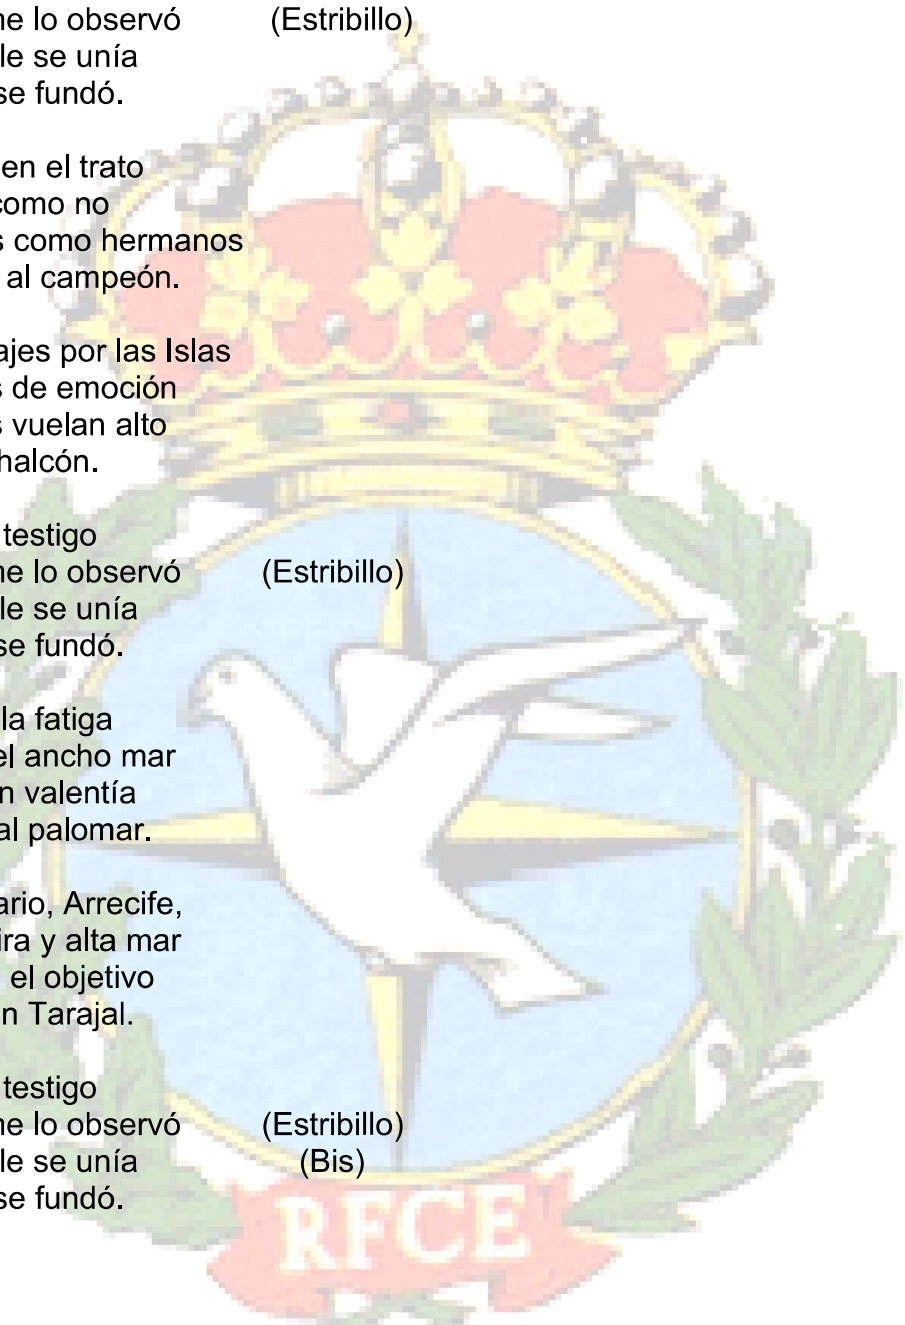 ne lo observó (Estribillo)
le se unía
se fundó.

en el trato
como no
s como hermanos
al campeón.

ajes por las Islas
s de emoción
s vuelan alto
halcón.

testigo
ne lo observó (Estribillo)
le se unía
se fundó.

la fatiga
el ancho mar
n valentía
al palomar.

ario, Arrecife,
ira y alta mar
el objetivo
n Tarajal.

testigo
ne lo observó (Estribillo)
le se unía (Bis)
se fundó.

RFCE